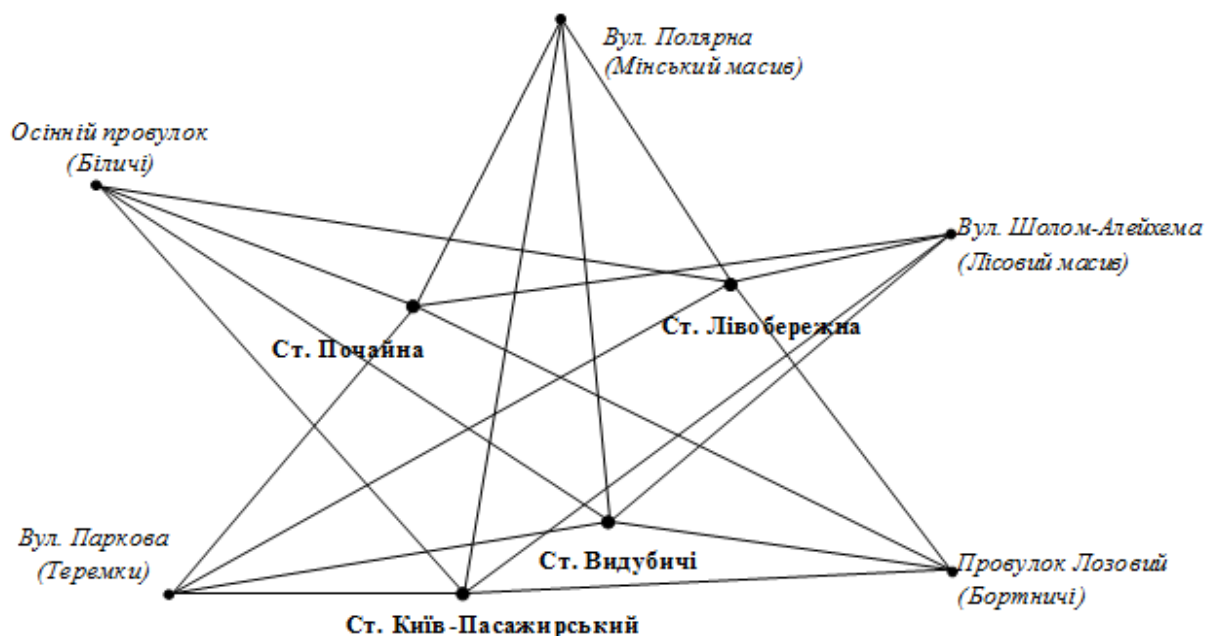 Вул. Полярна
(Мінський масив)
Осінній провулок
(Біличі)
Вул. Шолом-Алейхема
(Лісовий масив)
Ст. Лівобережна
Ст. Почайна
Вул. Паркова
(Теремки)
Ст. Видубичі
Провулок Лозовий
(Бортничі)
Ст. Київ-Пасажирський